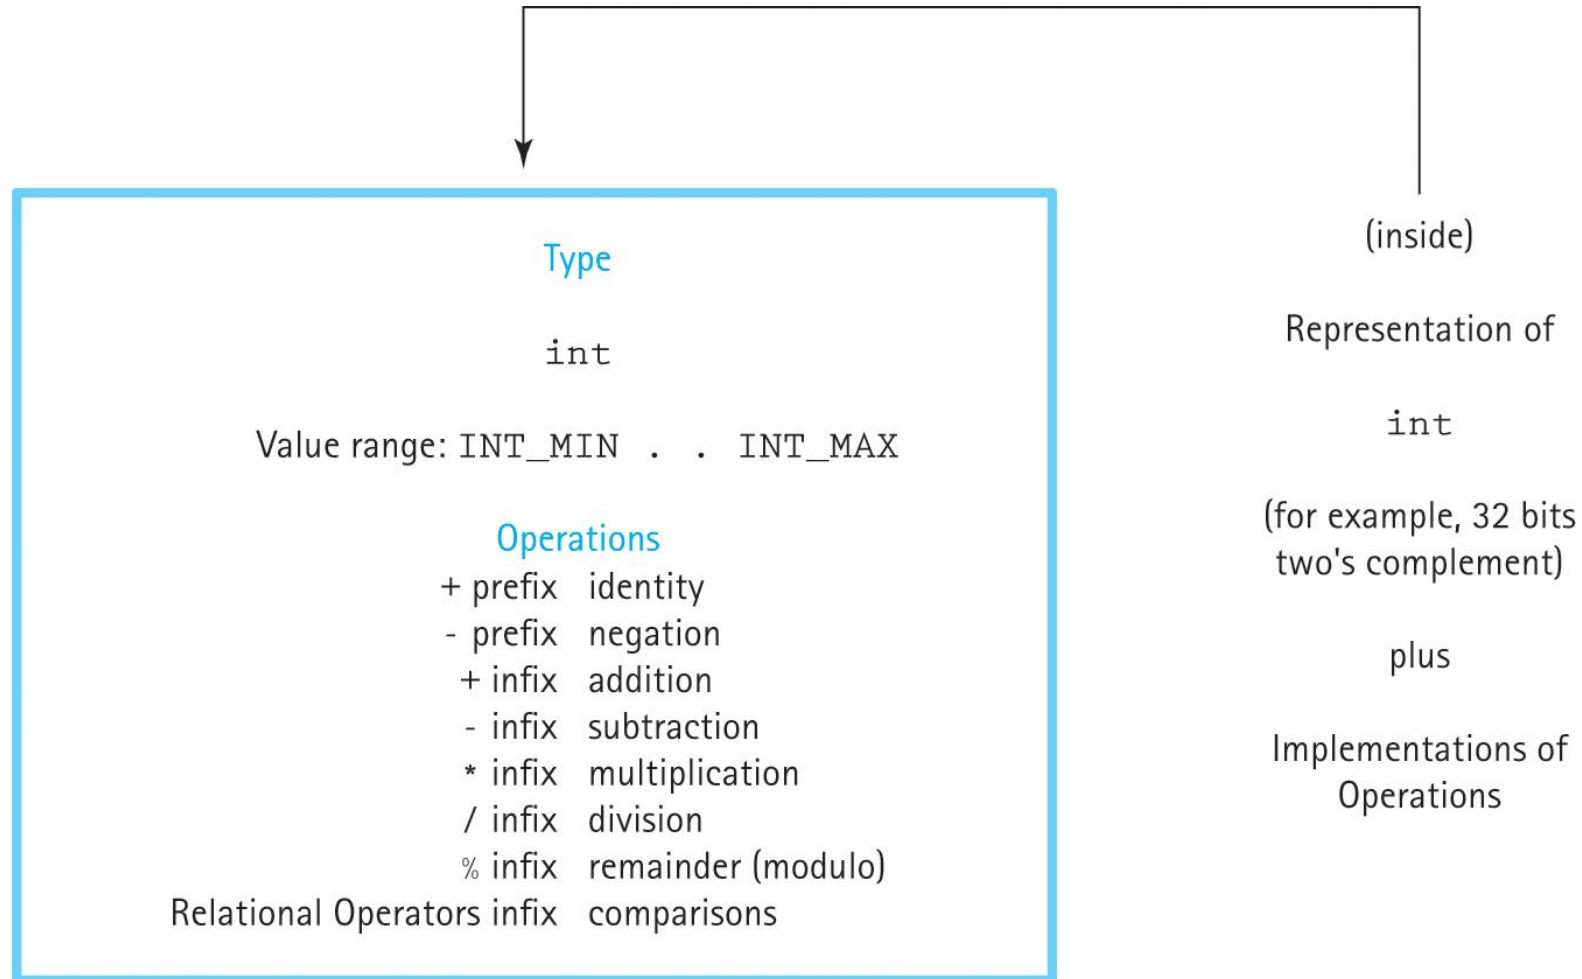 Type
int
Value range: INT_MIN . . INT_MAX
Operations
+ prefix identity
- prefix negation
+ infix addition
- infix subtraction
* infix multiplication
/ infix division
% infix remainder (modulo)
Relational Operators infix comparisons
(inside)
Representation of
int
(for example, 32 bits
two's complement)
plus
Implementations of
Operations